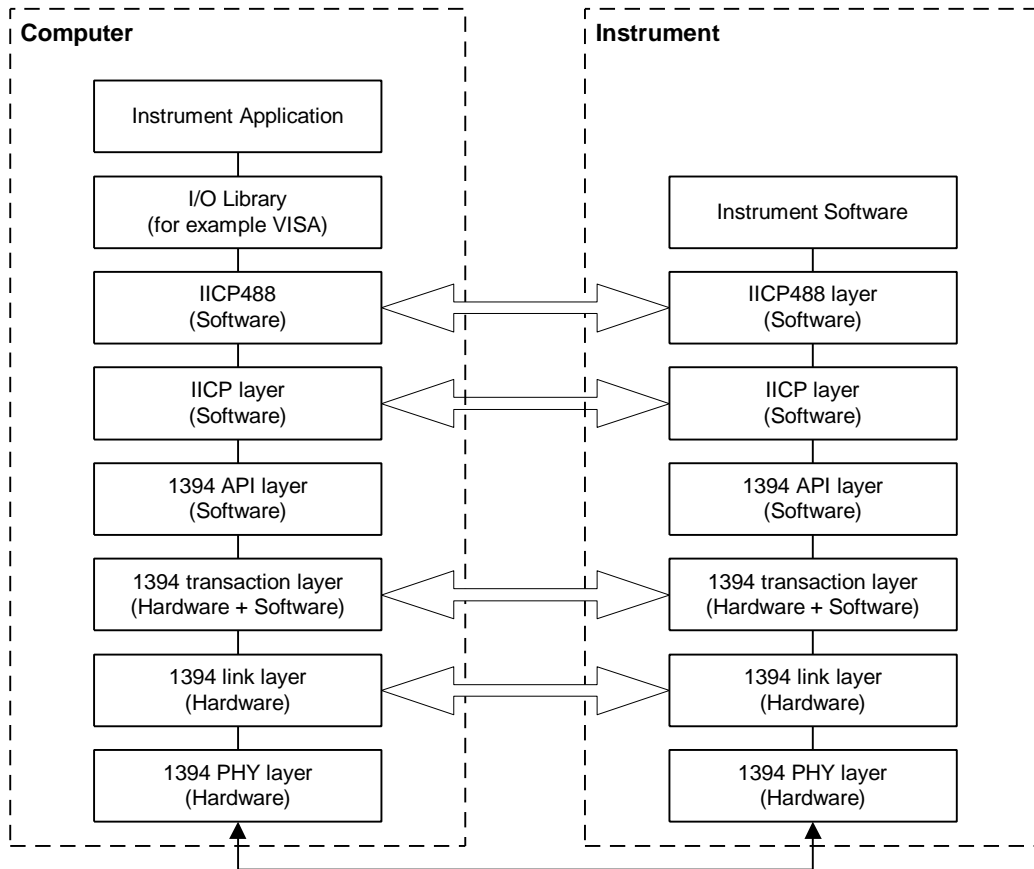 Computer
Instrument Application
I/O Library
(for example VISA)
IICP488
(Software)
IICP layer
(Software)
1394 API layer
(Software)
1394 transaction layer
(Hardware + Software)
1394 link layer
(Hardware)
1394 PHY layer
(Hardware)
Instrument
Instrument Software
IICP488 layer
(Software)
IICP layer
(Software)
1394 API layer
(Software)
1394 transaction layer
(Hardware + Software)
1394 link layer
(Hardware)
1394 PHY layer
(Hardware)